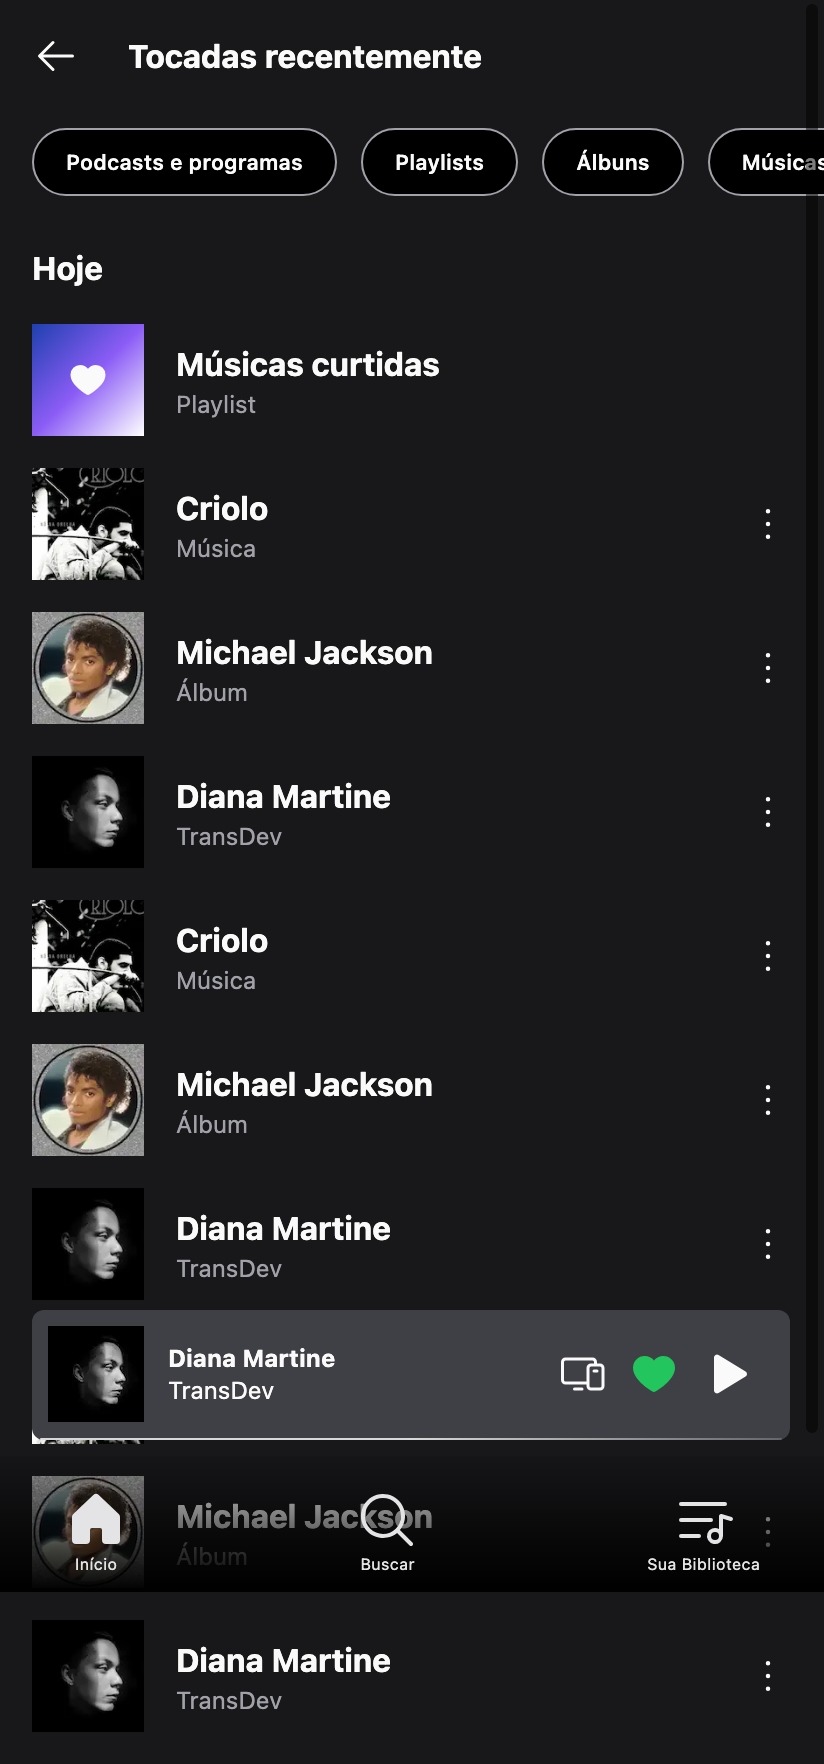 Tocadas recentemente
Podcasts e programas
Playlists
Álbuns
Músicas
Hoje
Músicas curtidas
Playlist
CRIOLO
Criolo
Música
Michael Jackson
Álbum
Diana Martine
TransDev
CRIOLO
Criolo
Música
Michael Jackson
Álbum
Diana Martine
TransDev
Diana Martine
TransDev
Michael Jackson
Álbum
Início
Buscar
Sua Biblioteca
Diana Martine
TransDev